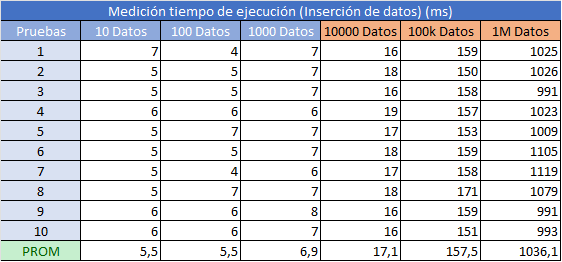 Medición tiempo de ejecución (Inserción de datos) (ms)
Pruebas 10 Datos 100 Datos 1000 Datos 10000 Datos 100k Datos 1M Datos
1 7 4 7 16 159 1025
2 5 5 7 18 150 1026
3 5 5 7 16 158 991
4 6 6 6 19 157 1023
5 5 7 7 17 153 1009
6 5 5 7 18 159 1105
7 5 4 6 17 158 1119
8 5 7 7 18 171 1079
9 6 6 8 16 159 991
10 6 6 7 16 151 993
PROM 5,5 5,5 6,9 17,1 157,5 1036,1